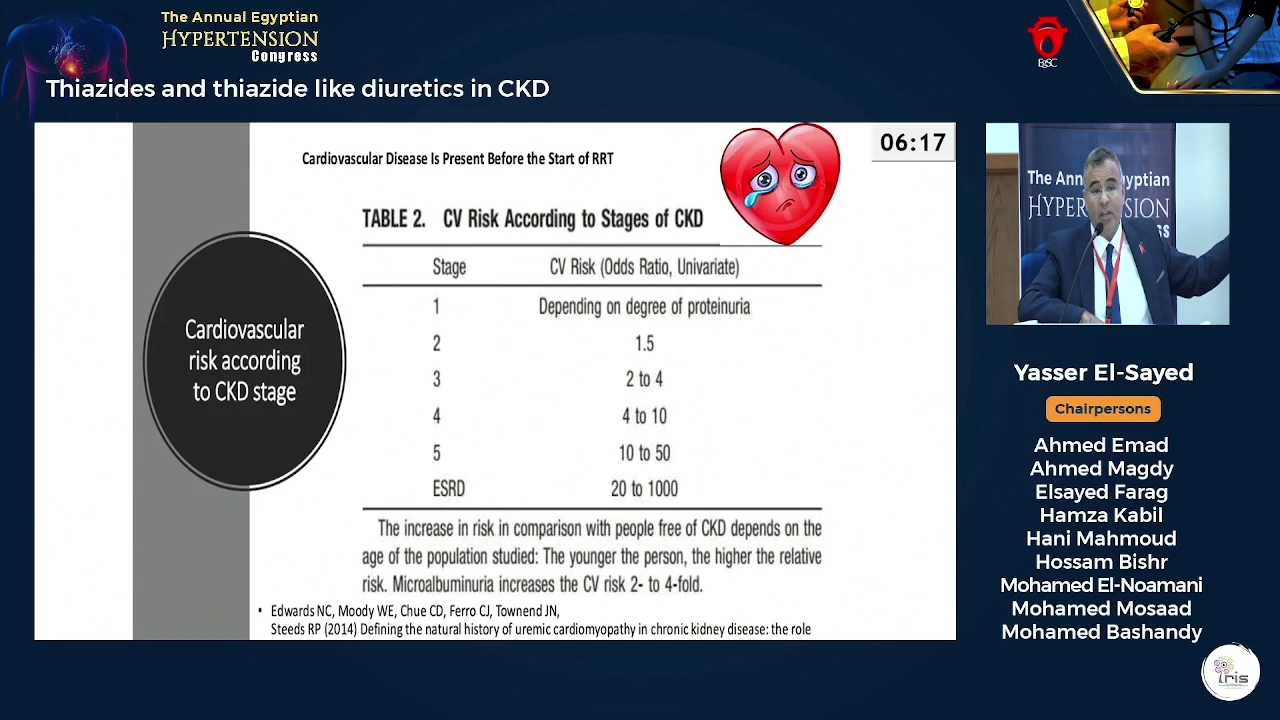 The Annual Egyptian
HYPERTENSION
Congress
EgSC
Thiazides and thiazide like diuretics in CKD
Cardiovascular Disease Is Present Before the Start of RRT
06:17
TABLE 2. CV Risk According to Stages of CKD
Stage CV Risk (Odds Ratio, Univariate)
1 Depending on degree of proteinuria
2 1.5
3 2 to 4
4 4 to 10
5 10 to 50
ESRD 20 to 1000
The increase in risk in comparison with people free of CKD depends on the
age of the population studied: The younger the person, the higher the relative
risk. Microalbuminuria increases the CV risk 2- to 4-fold.
Cardiovascular
risk according
to CKD stage
• Edwards NC, Moody WE, Chue CD, Ferro CJ, Townend JN,
Steeds RP (2014) Defining the natural history of uremic cardiomyopathy in chronic kidney disease: the role
The Ann yptian
HYPER NSION
ss
Yasser El-Sayed
Chairpersons
Ahmed Emad
Ahmed Magdy
Elsayed Farag
Hamza Kabil
Hani Mahmoud
Hossam Bishr
Mohamed El-Noamani
Mohamed Mosaad
Mohamed Bashandy
iris